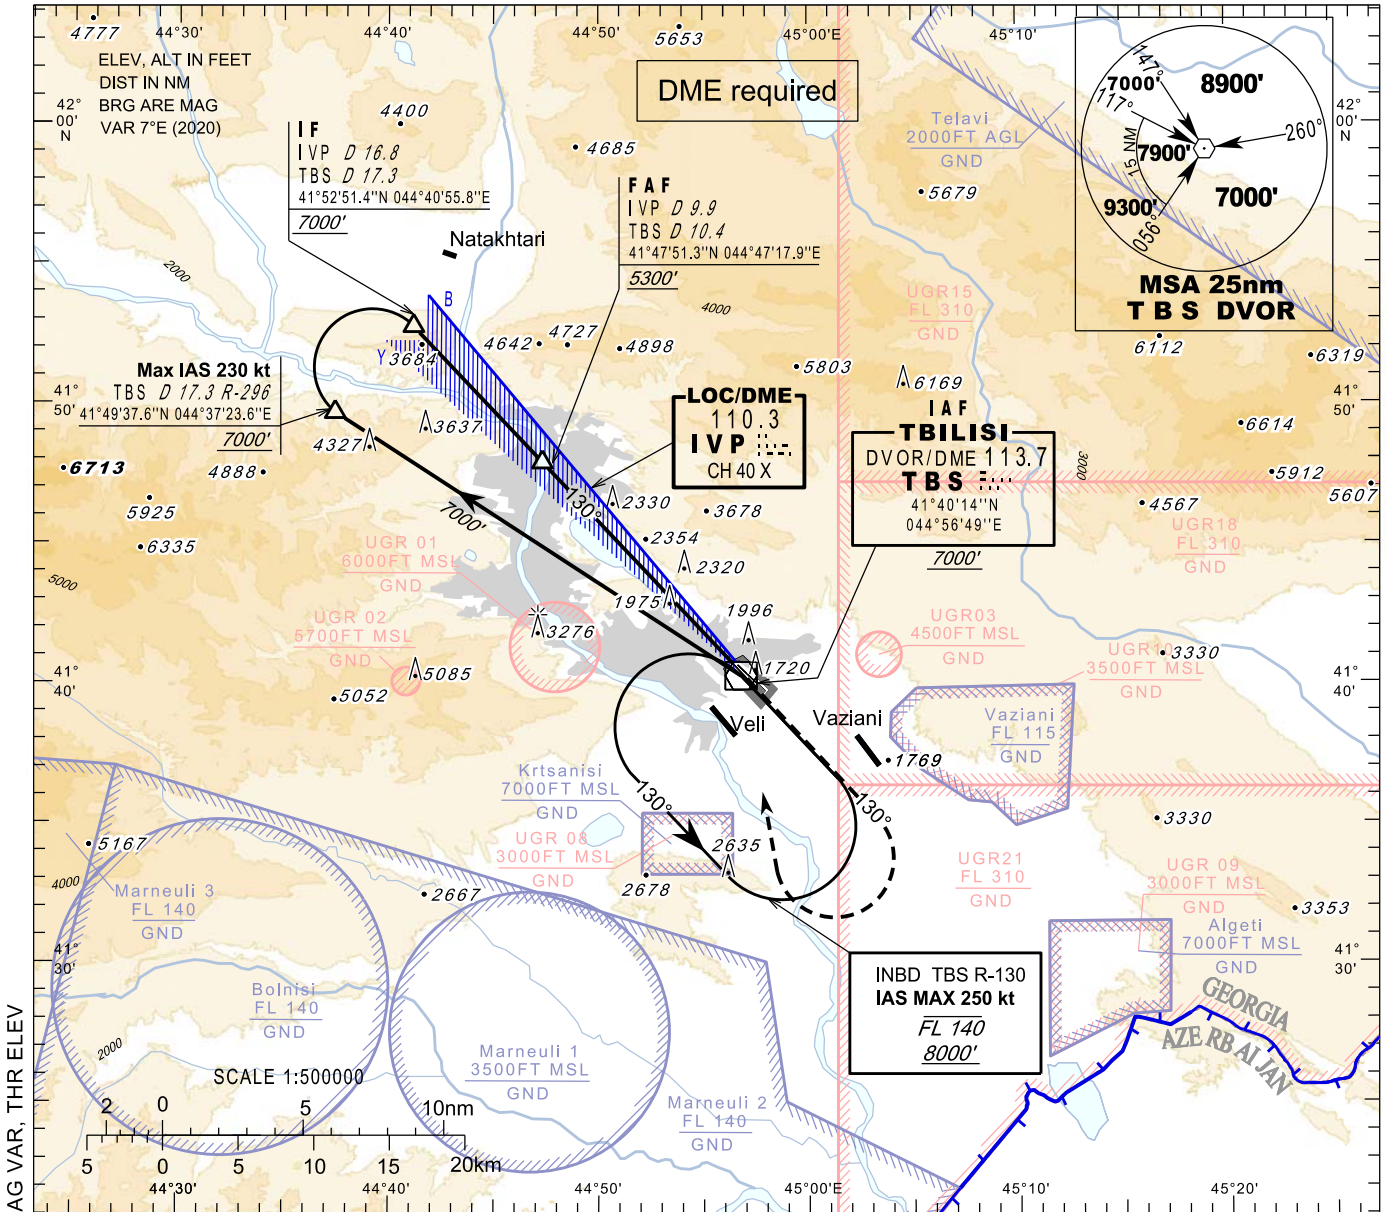 44°30'
44°40'
44°50'
45°00'E
45°10'
4777
ELEV, ALT IN FEET
DIST IN NM
BRG ARE MAG
VAR 7°E (2020)
42°
00'
N
5653
DME required
4400
4685
IF
IVP D 16.8
TBS D 17.3
41°52'51.4"N 044°40'55.8"E
7000'
FAF
IVP D 9.9
TBS D 10.4
41°47'51.3"N 044°47'17.9"E
5300'
Natakhtari
Telavi
2000FT AGL
GND
5679
147°
7000'
117°
8900'
260°
15 NM
7900'
7000'
9300'
056°
MSA 25nm
TBS DVOR
42°
00'
N
2000
B
Y
3684
4642
4727
4898
4000
5803
UGR15
FL 310
GND
6112
6319
6169
Max IAS 230 kt
TBS D 17.3 R-296
41°49'37.6"N 044°37'23.6"E
7000'
41°
50'
4327
3637
4888
6713
5925
6335
5000
LOC/DME
110.3
IVP
CH 40 X
IAF
TBILISI
DVOR/DME 113.7
TBS
41°40'14"N
044°56'49"E
7000'
41°
50'
6614
5912
5607
3000
4567
UGR18
FL 310
GND
7000'
130°
2330
3678
2354
2320
1975
1996
1720
UGR 01
6000FT MSL
GND
UGR 02
5700FT MSL
GND
3276
5085
5052
41°
40'
UGR03
4500FT MSL
GND
3500FT MSL
GND
3330
41°
40'
Veli
Vaziani
Vaziani
FL 115
GND
1769
Krtsanisi
7000FT MSL
GND
UGR 08
3000FT MSL
GND
130°
130°
2635
2678
2667
5167
4000
Marneuli 3
FL 140
GND
3330
UGR21
FL 310
GND
UGR 09
3000FT MSL
GND
3353
Algeti
7000FT MSL
GND
41°
30'
41°
30'
INBD TBS R-130
IAS MAX 250 kt
FL 140
8000'
GEORGIA
AZERBAIJAN
Bolnisi
FL 140
GND
2000
Marneuli 1
3500FT MSL
GND
Marneuli 2
FL 140
GND
SCALE 1:500000
2 0 5 10nm
5 0 5 10 15 20km
44°30'
44°40'
44°50'
45°00'E
45°10'
45°20'
AG VAR, THR ELEV